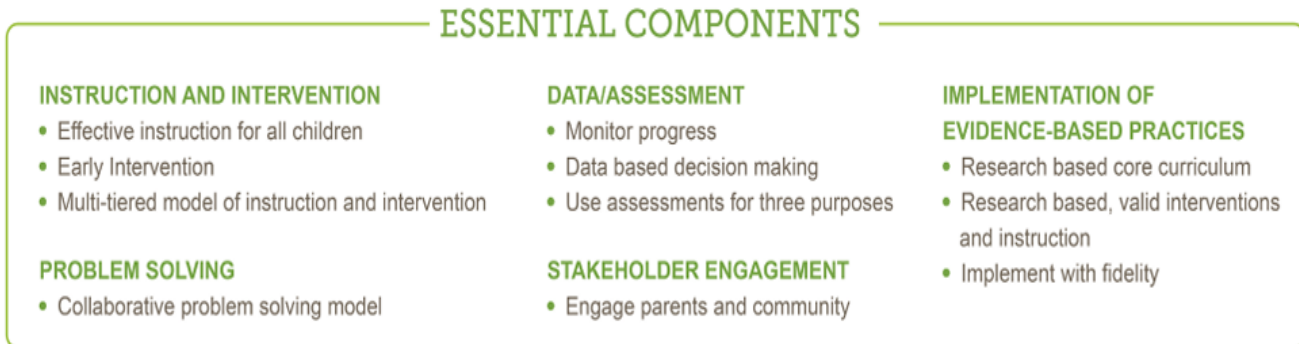 ESSENTIAL COMPONENTS
INSTRUCTION AND INTERVENTION
• Effective instruction for all children
• Early Intervention
• Multi-tiered model of instruction and intervention
PROBLEM SOLVING
• Collaborative problem solving model
DATA/ASSESSMENT
• Monitor progress
• Data based decision making
• Use assessments for three purposes
STAKEHOLDER ENGAGEMENT
• Engage parents and community
IMPLEMENTATION OF
EVIDENCE-BASED PRACTICES
• Research based core curriculum
• Research based, valid interventions
and instruction
• Implement with fidelity